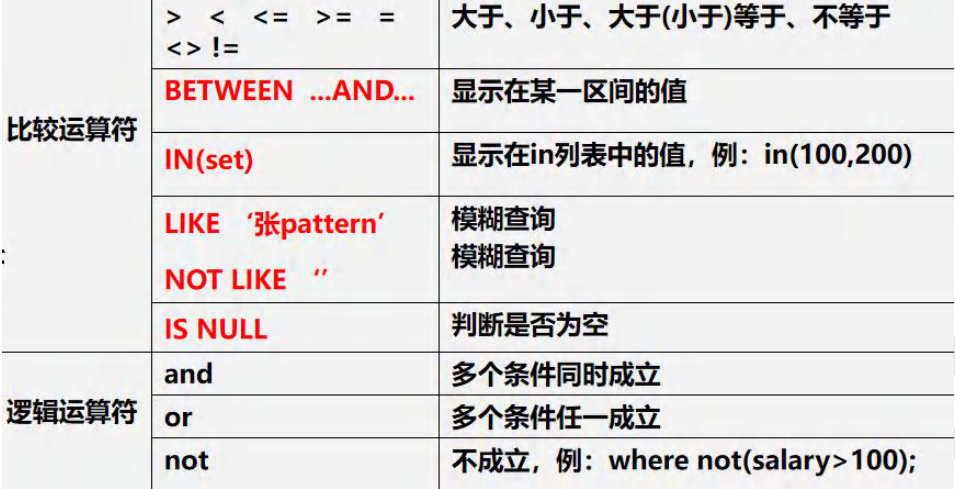 比较运算符
> < <= >= =
<> !=
大于、小于、大于(小于)等于、不等于
BETWEEN ...AND...
显示在某一区间的值
IN(set)
显示在in列表中的值，例：in(100,200)
LIKE ‘张pattern’
NOT LIKE ‘’
模糊查询
模糊查询
IS NULL
判断是否为空
逻辑运算符
and
多个条件同时成立
or
多个条件任一成立
not
不成立，例：where not(salary>100);